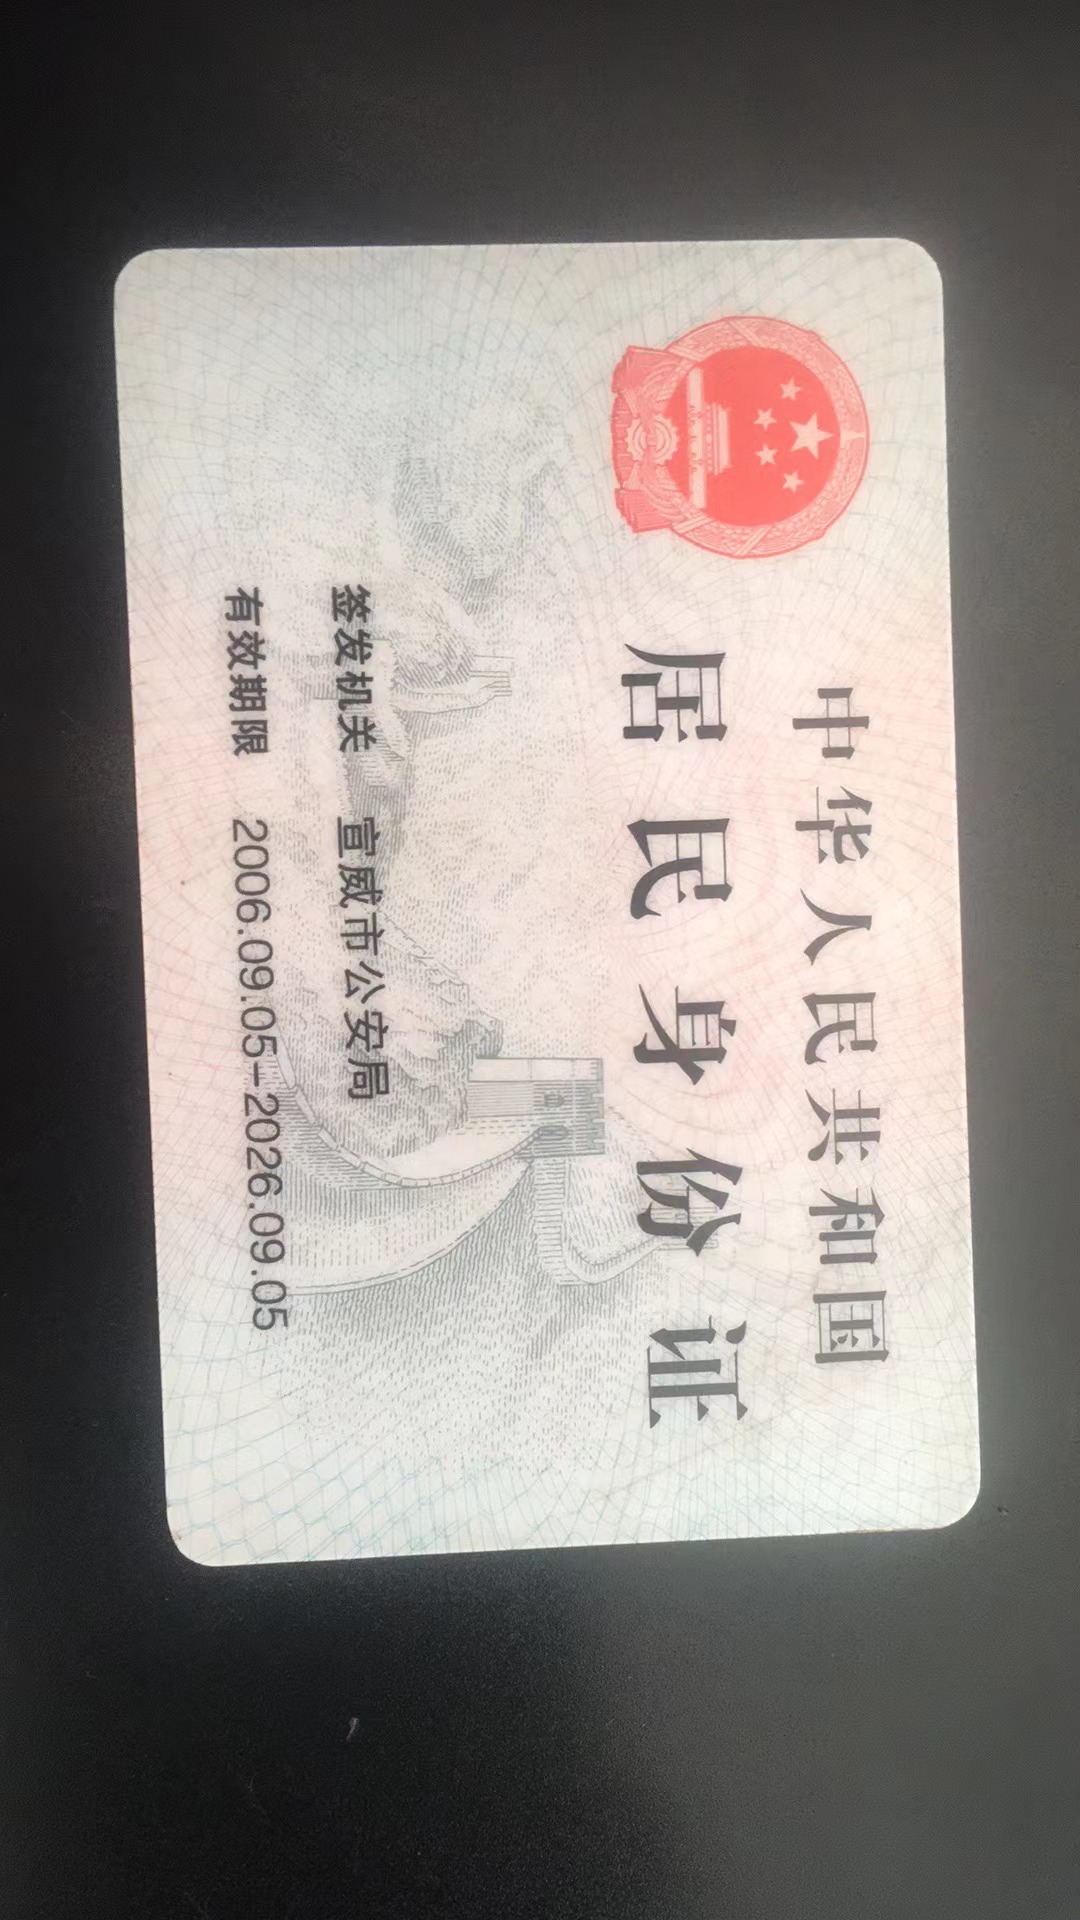 中华人民共和国
居民身份证
签发机关 宣威市公安局
有效期限 2006.09.05-2026.09.05